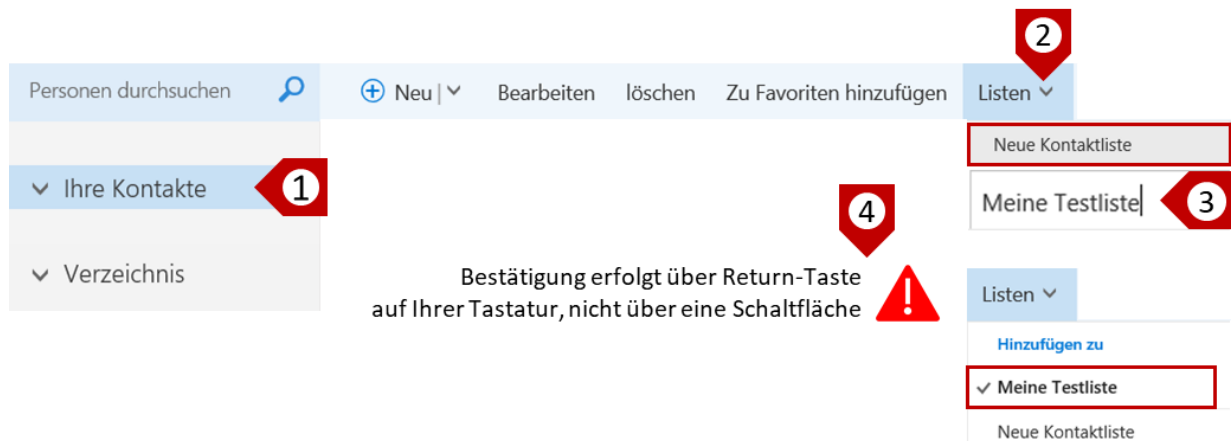 2
Personen durchsuchen
Neu | Bearbeiten löschen Zu Favoriten hinzufügen Listen
Neue Kontaktliste
Ihre Kontakte 1
Meine Testliste 3
4
Verzeichnis
Bestätigung erfolgt über Return-Taste
auf Ihrer Tastatur, nicht über eine Schaltfläche
!
Listen
Hinzufügen zu
Meine Testliste
Neue Kontaktliste